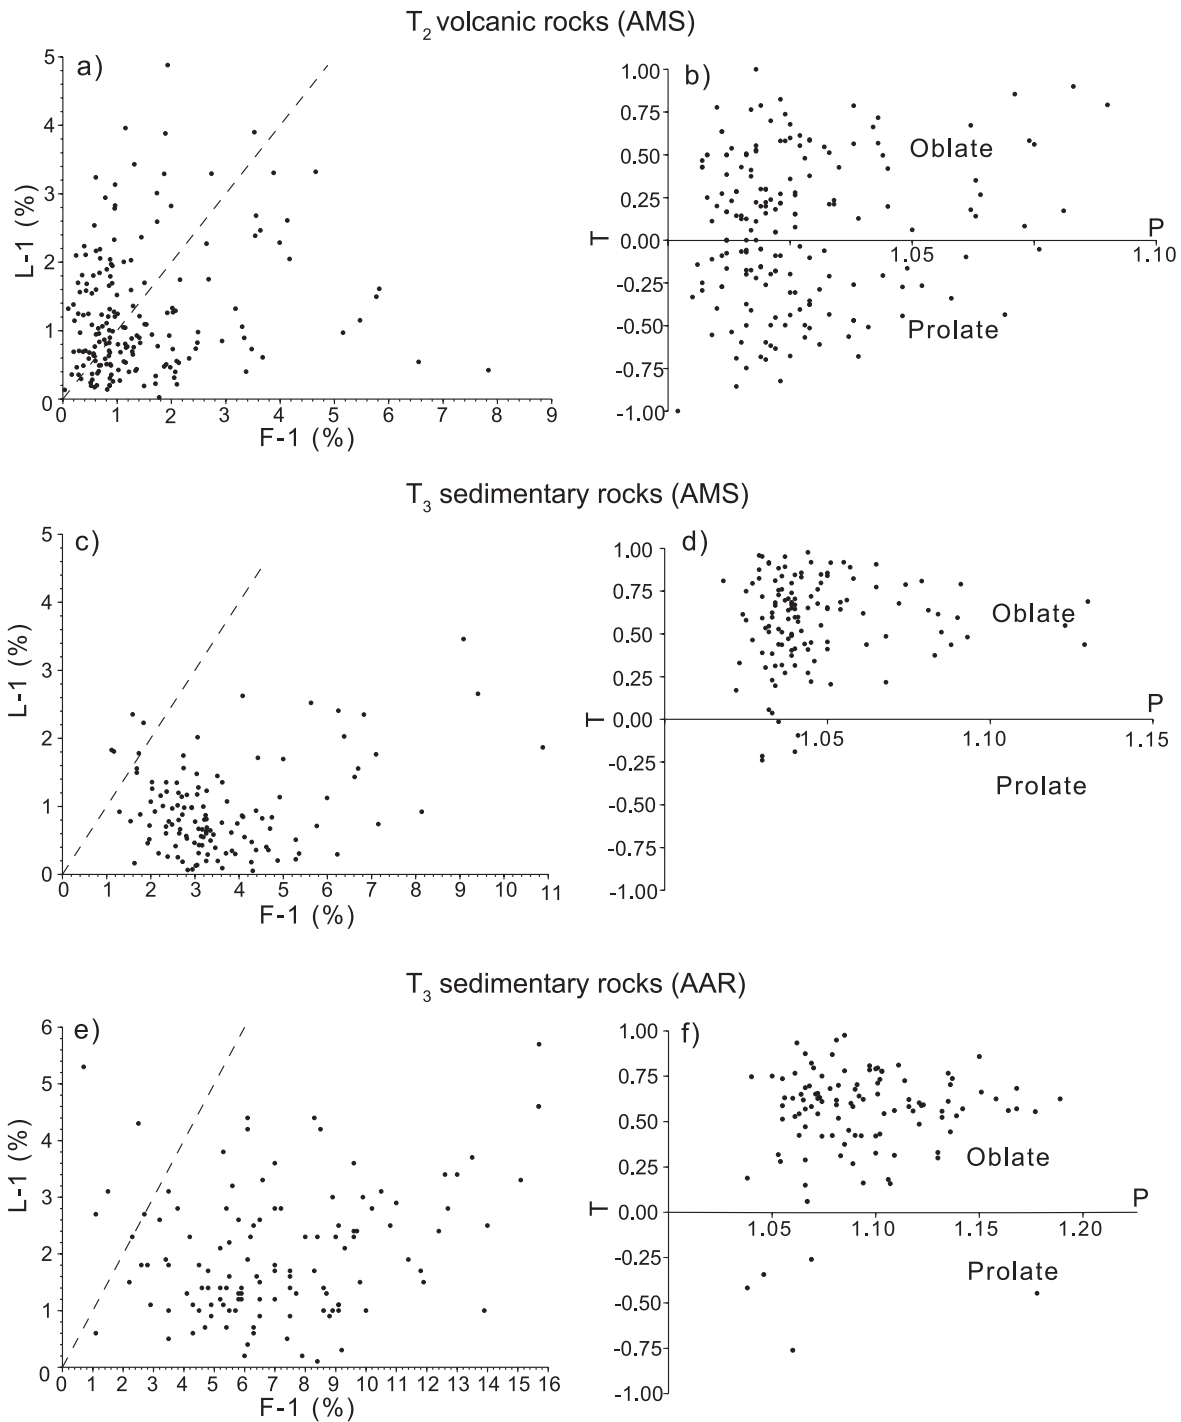 T2 volcanic rocks (AMS)
a)
5
4
3
2
1
0
L-1 (%)
0 1 2 3 4 5 6 7 8 9
F-1 (%)
b)
1.00
0.75
0.50
0.25
0.00
-0.25
-0.50
-0.75
-1.00
T
Oblate
P
1.05 1.10
Prolate
T3 sedimentary rocks (AMS)
c)
5
4
3
2
1
0
L-1 (%)
0 1 2 3 4 5 6 7 8 9 10 11
F-1 (%)
d)
1.00
0.75
0.50
0.25
0.00
-0.25
-0.50
-0.75
-1.00
T
Oblate
P
1.05 1.10 1.15
Prolate
T3 sedimentary rocks (AAR)
e)
6
5
4
3
2
1
0
L-1 (%)
0 1 2 3 4 5 6 7 8 9 10 11 12 13 14 15 16
F-1 (%)
f)
1.00
0.75
0.50
0.25
0.00
-0.25
-0.50
-0.75
-1.00
T
Oblate
P
1.05 1.10 1.15 1.20
Prolate